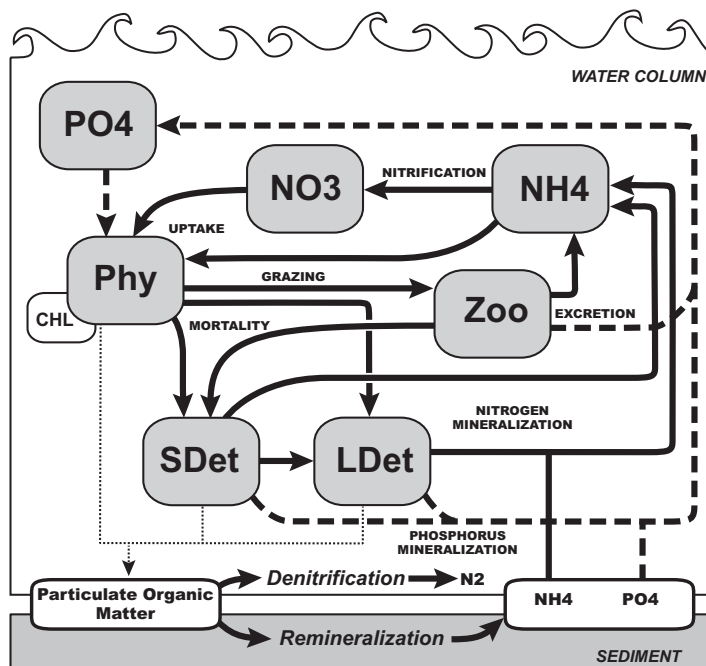 WATER COLUMN
PO4
NO3
NITRIFICATION
NH4
UPTAKE
Phy
GRAZING
Zoo
CHL
MORTALITY
EXCRETION
NITROGEN
MINERALIZATION
SDet
LDet
PHOSPHORUS
MINERALIZATION
Particulate Organic
Matter
Denitrification
N2
NH4
PO4
Remineralization
SEDIMENT